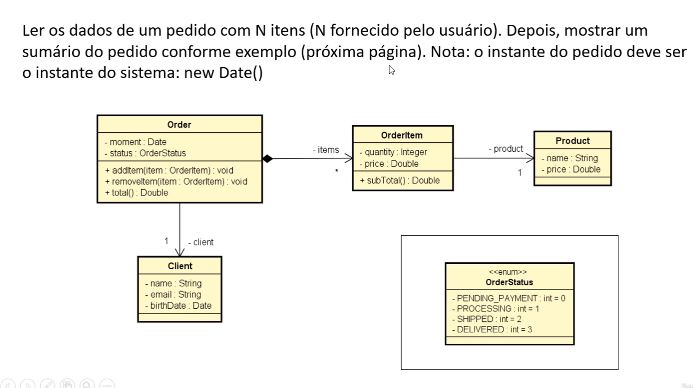 Ler os dados de um pedido com N itens (N fornecido pelo usuário). Depois, mostrar um
sumário do pedido conforme exemplo (próxima página). Nota: o instante do pedido deve ser
o instante do sistema: new Date()
Order
- moment : Date
- status : OrderStatus
+ addItem(item : OrderItem) : void
+ removeItem(item : OrderItem) : void
+ total() : Double
- items
*
OrderItem
- quantity : Integer
- price : Double
+ subTotal() : Double
- product
1
Product
- name : String
- price : Double
1
- client
Client
- name : String
- email : String
- birthDate : Date
<<enum>>
OrderStatus
- PENDING_PAYMENT : int = 0
- PROCESSING : int = 1
- SHIPPED : int = 2
- DELIVERED : int = 3